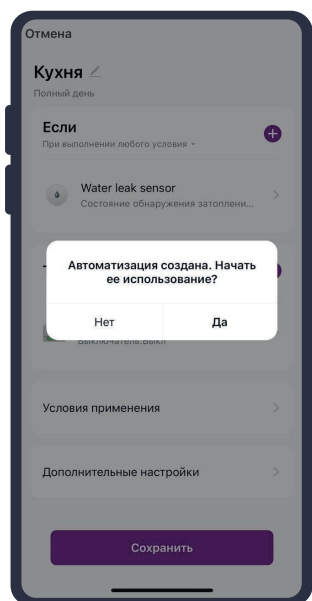 Отмена
Кухня
Полный день
Если
При выполнении любого условия
Water leak sensor
Состояние обнаружения затоплени...
Автоматизация создана. Начать
ее использование?
Нет
Да
Выключатель:Выкл
Условия применения
Дополнительные настройки
Сохранить